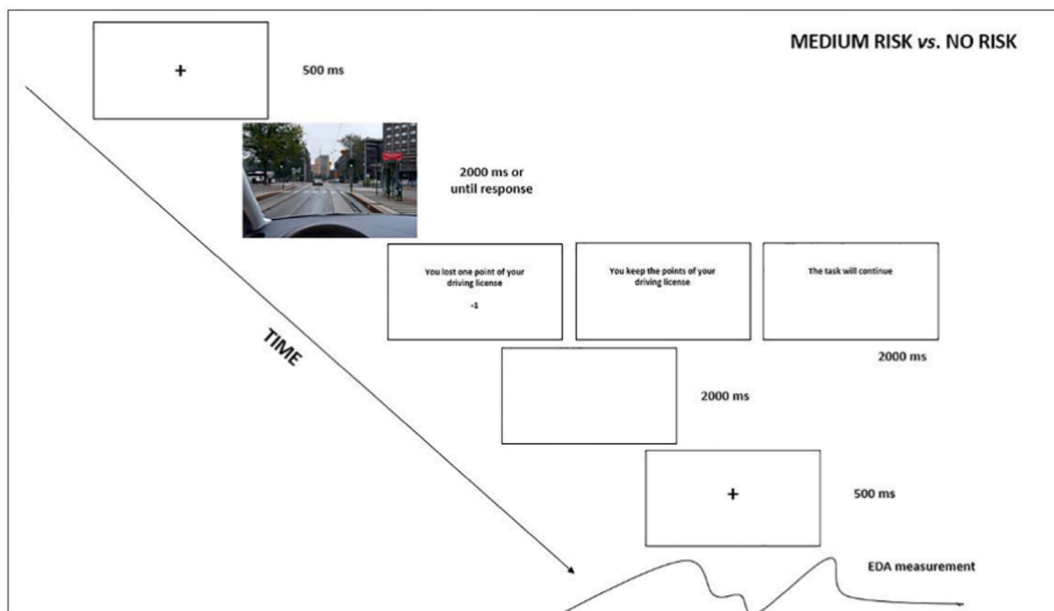 MEDIUM RISK vs. NO RISK
+
500 ms
2000 ms or
until response
You lost one point of your
driving license
-1
You keep the points of your
driving license
The task will continue
2000 ms
TIME
2000 ms
+
500 ms
EDA measurement